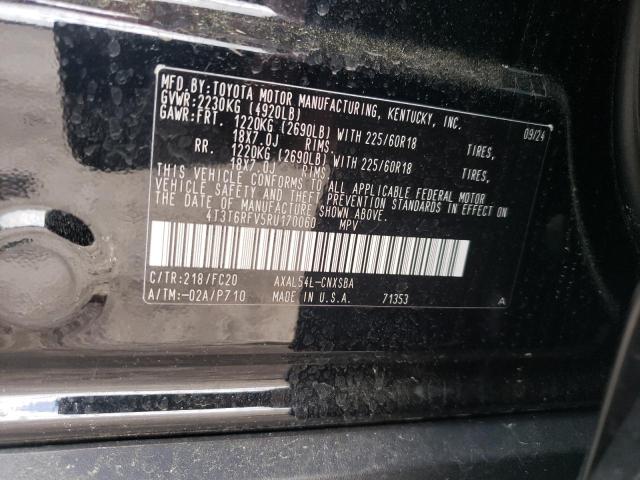 MFD.BY:TOYOTA MOTOR MANUFACTURING, KENTUCKY, INC.
GVWR:2230KG (4920LB) 09/24
GAWR:FRT. 1220KG (2690LB) WITH 225/60R18 TIRES,
18X7.0J RIMS.
RR. 1220KG (2690LB) WITH 225/60R18 TIRES,
18X7.0J RIMS
THIS VEHICLE CONFORMS TO ALL APPLICABLE FEDERAL MOTOR
VEHICLE SAFETY AND THEFT PREVENTION STANDARDS IN EFFECT ON
THE DATE OF MANUFACTURE SHOWN ABOVE.
4T3T6RFV5RU170060 MPV
C/TR:218/FC20 AXAL54L-CNXSBA
A/TM:-02A/P710 MADE IN U.S.A. 71353 A